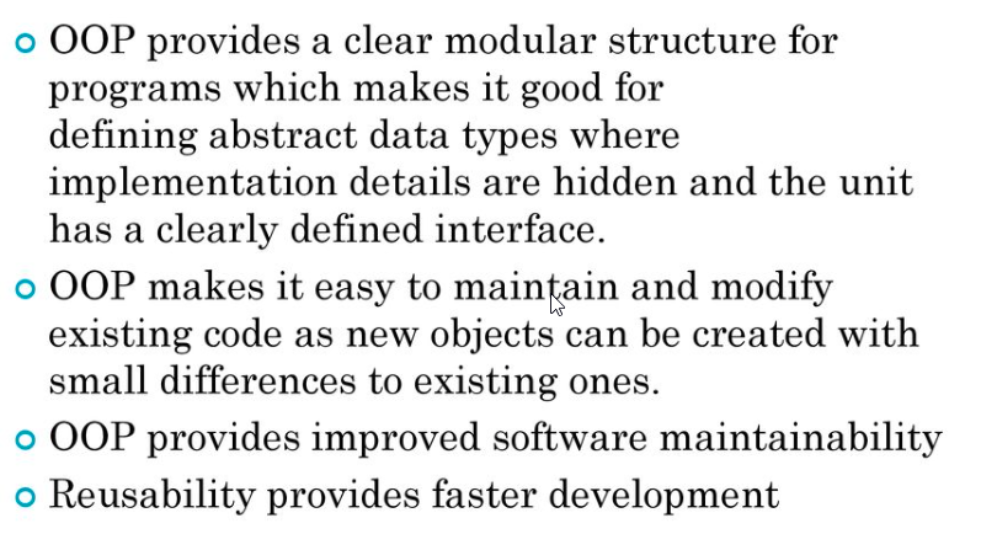 OOP provides a clear modular structure for
programs which makes it good for
defining abstract data types where
implementation details are hidden and the unit
has a clearly defined interface.
OOP makes it easy to maintain and modify
existing code as new objects can be created with
small differences to existing ones.
OOP provides improved software maintainability
Reusability provides faster development